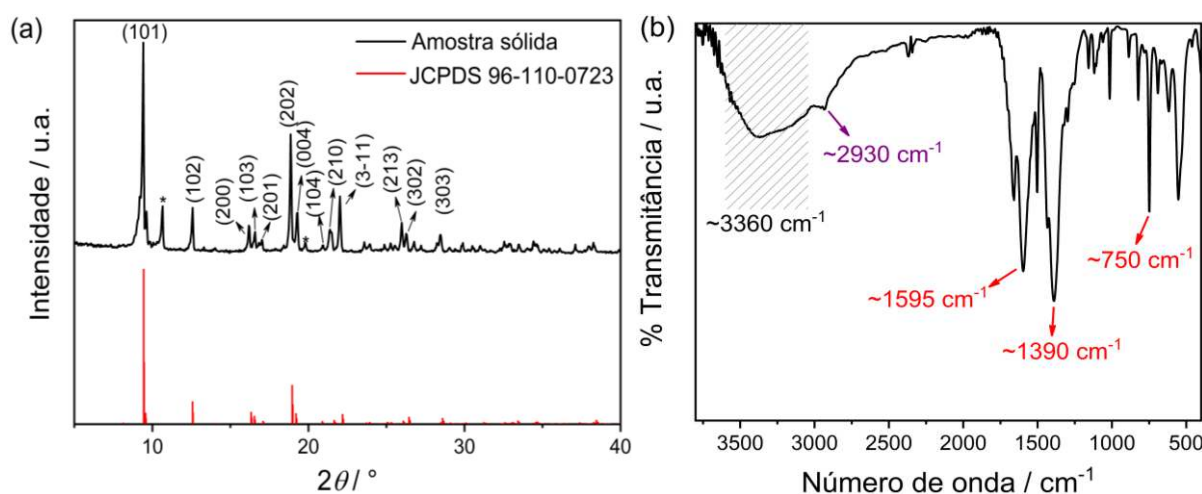 (a)
Intensidade / u.a.
Amostra sólida
JCPDS 96-110-0723
(101)
*
(102)
(200)
(103)
(201)
(202)
(004)
*
(104)
(210)
(3-11)
(213)
(302)
(303)
10
20
30
40
2θ/ °
(b)
% Transmitância / u.a.
~3360 cm⁻¹
~2930 cm⁻¹
~1595 cm⁻¹
~1390 cm⁻¹
~750 cm⁻¹
3500 3000 2500 2000 1500 1000 500
Número de onda / cm⁻¹